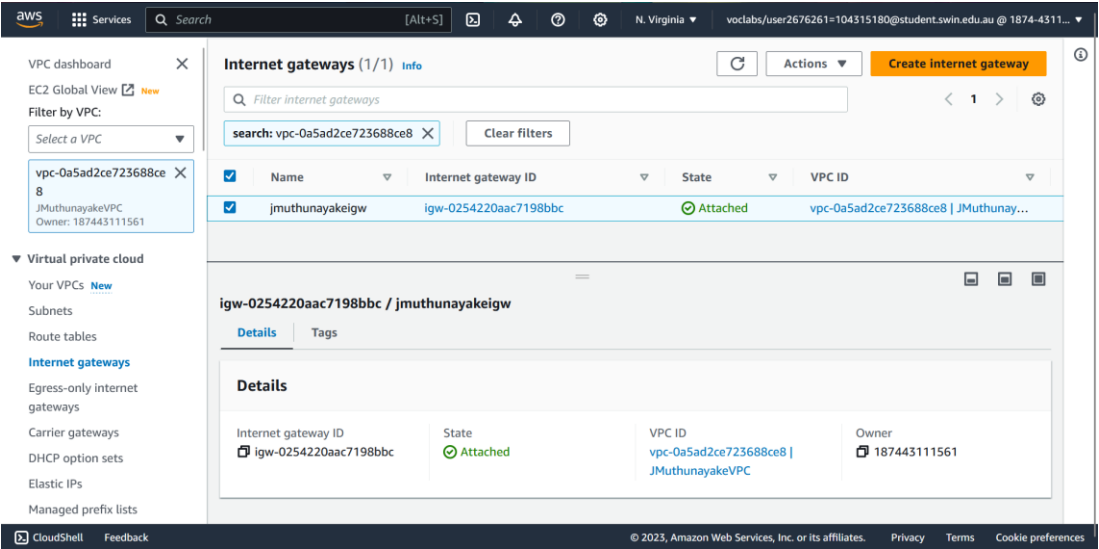 aws
Services
Search [Alt+S]
N. Virginia ▼
voclabs/user2676261=104315180@student.swin.edu.au @ 1874-4311... ▼
VPC dashboard
EC2 Global View New
Filter by VPC:
Select a VPC
vpc-0a5ad2ce723688ce
8
JMuthunayakeVPC
Owner: 187443111561
Virtual private cloud
Your VPCs New
Subnets
Route tables
Internet gateways
Egress-only internet
gateways
Carrier gateways
DHCP option sets
Elastic IPs
Managed prefix lists
Internet gateways (1/1) Info
Actions ▼
Create internet gateway
Filter internet gateways
1
search: vpc-0a5ad2ce723688ce8
Clear filters
Name Internet gateway ID State VPC ID
jmuthunayakeigw igw-0254220aac7198bbc Attached vpc-0a5ad2ce723688ce8 | JMuthunay...
igw-0254220aac7198bbc / jmuthunayakeigw
Details Tags
Details
Internet gateway ID
igw-0254220aac7198bbc
State
Attached
VPC ID
vpc-0a5ad2ce723688ce8 |
JMuthunayakeVPC
Owner
187443111561
CloudShell Feedback
© 2023, Amazon Web Services, Inc. or its affiliates. Privacy Terms Cookie preferences